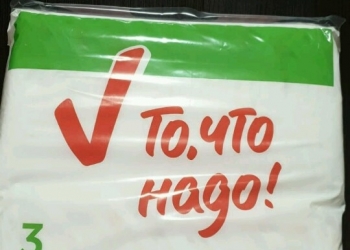 То, что
надо!
3